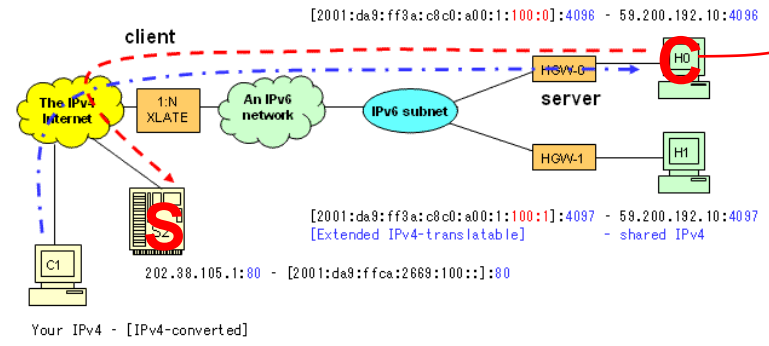 [2001:da9:ff3a:c8c0:a00:1:100:0]:4096 - 59.200.192.10:4096
client
C
H0
The IPv4 Internet
1:N XLATE
An IPv6 network
IPv6 subnet
HGW-0
server
HGW-1
H1
[2001:da9:ff3a:c8c0:a00:1:100:1]:4097 - 59.200.192.10:4097
[Extended IPv4-translatable] - shared IPv4
S
C1
202.38.105.1:80 - [2001:da9:ffca:2669:100::]:80
Your IPv4 - [IPv4-converted]